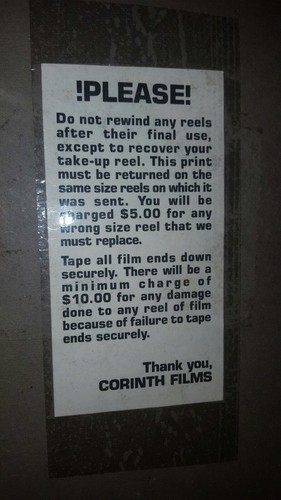 !PLEASE!
Do not rewind any reels
after their final use,
except to recover your
take-up reel. This print
must be returned on the
same size reels on which it
was sent. You will be
charged $5.00 for any
wrong size reel that we
must replace.
Tape all film ends down
securely. There will be a
minimum charge of
$10.00 for any damage
done to any reel of film
because of failure to tape
ends securely.
Thank you,
CORINTH FILMS